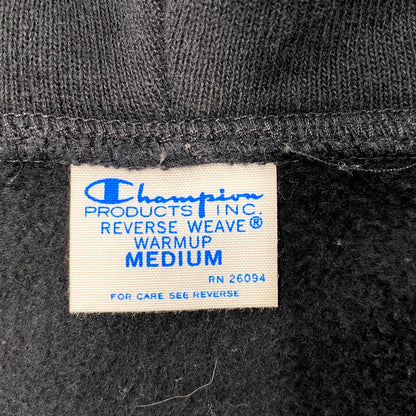 Champion
PRODUCTS INC.
REVERSE WEAVE®
WARMUP
MEDIUM
RN 26094
FOR CARE SEE REVERSE